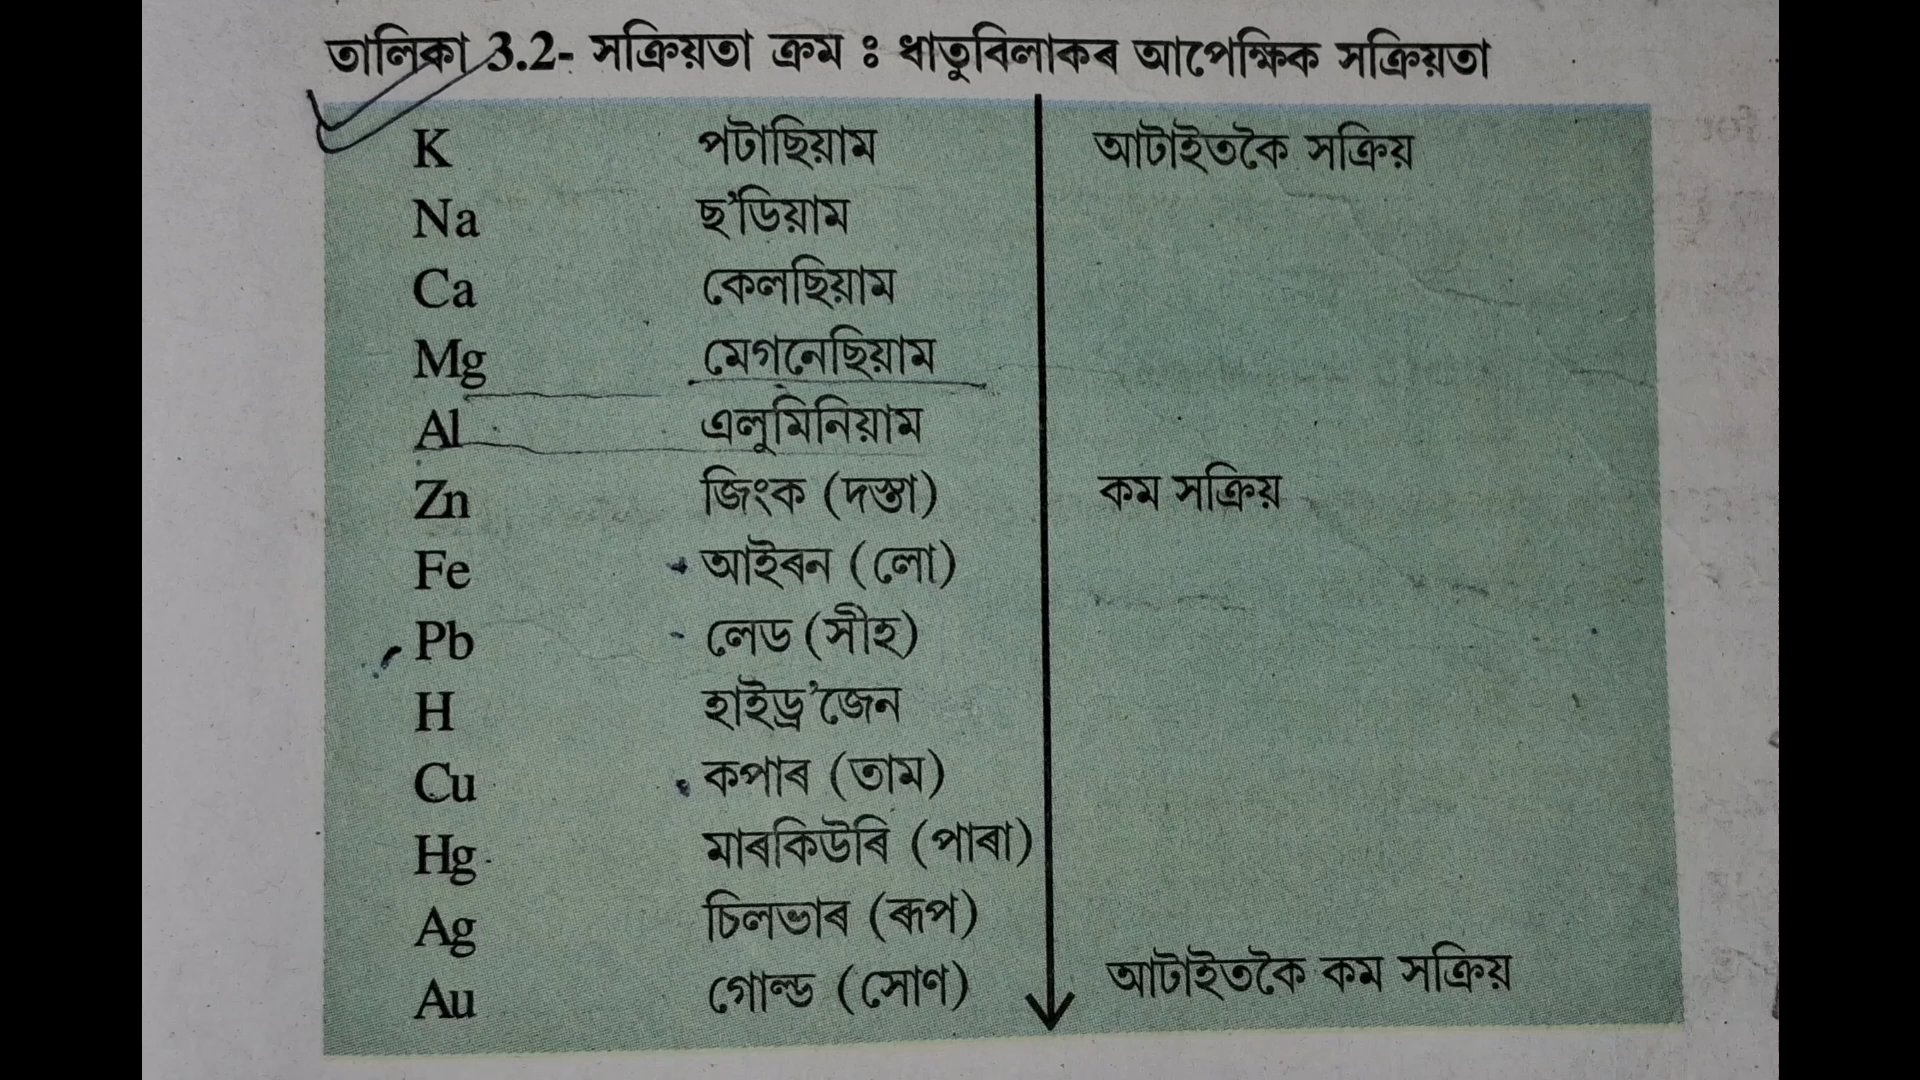 তালিকা 3.2- সক্ৰিয়তা ক্ৰম ঃ ধাতুবিলাকৰ আপেক্ষিক সক্ৰিয়তা
K পটাছিয়াম আটাইতকৈ সক্ৰিয়
Na ছ'ডিয়াম
Ca কেলছিয়াম
Mg মেগনেছিয়াম
Al এলুমিনিয়াম
Zn জিংক (দস্তা) কম সক্ৰিয়
Fe আইৰন (লো)
Pb লেড (সীহ)
H হাইড্ৰ'জেন
Cu কপাৰ (তাম)
Hg মাৰকিউৰি (পাৰা)
Ag চিলভাৰ (ৰূপ)
Au গোল্ড (সোণ) আটাইতকৈ কম সক্ৰিয়